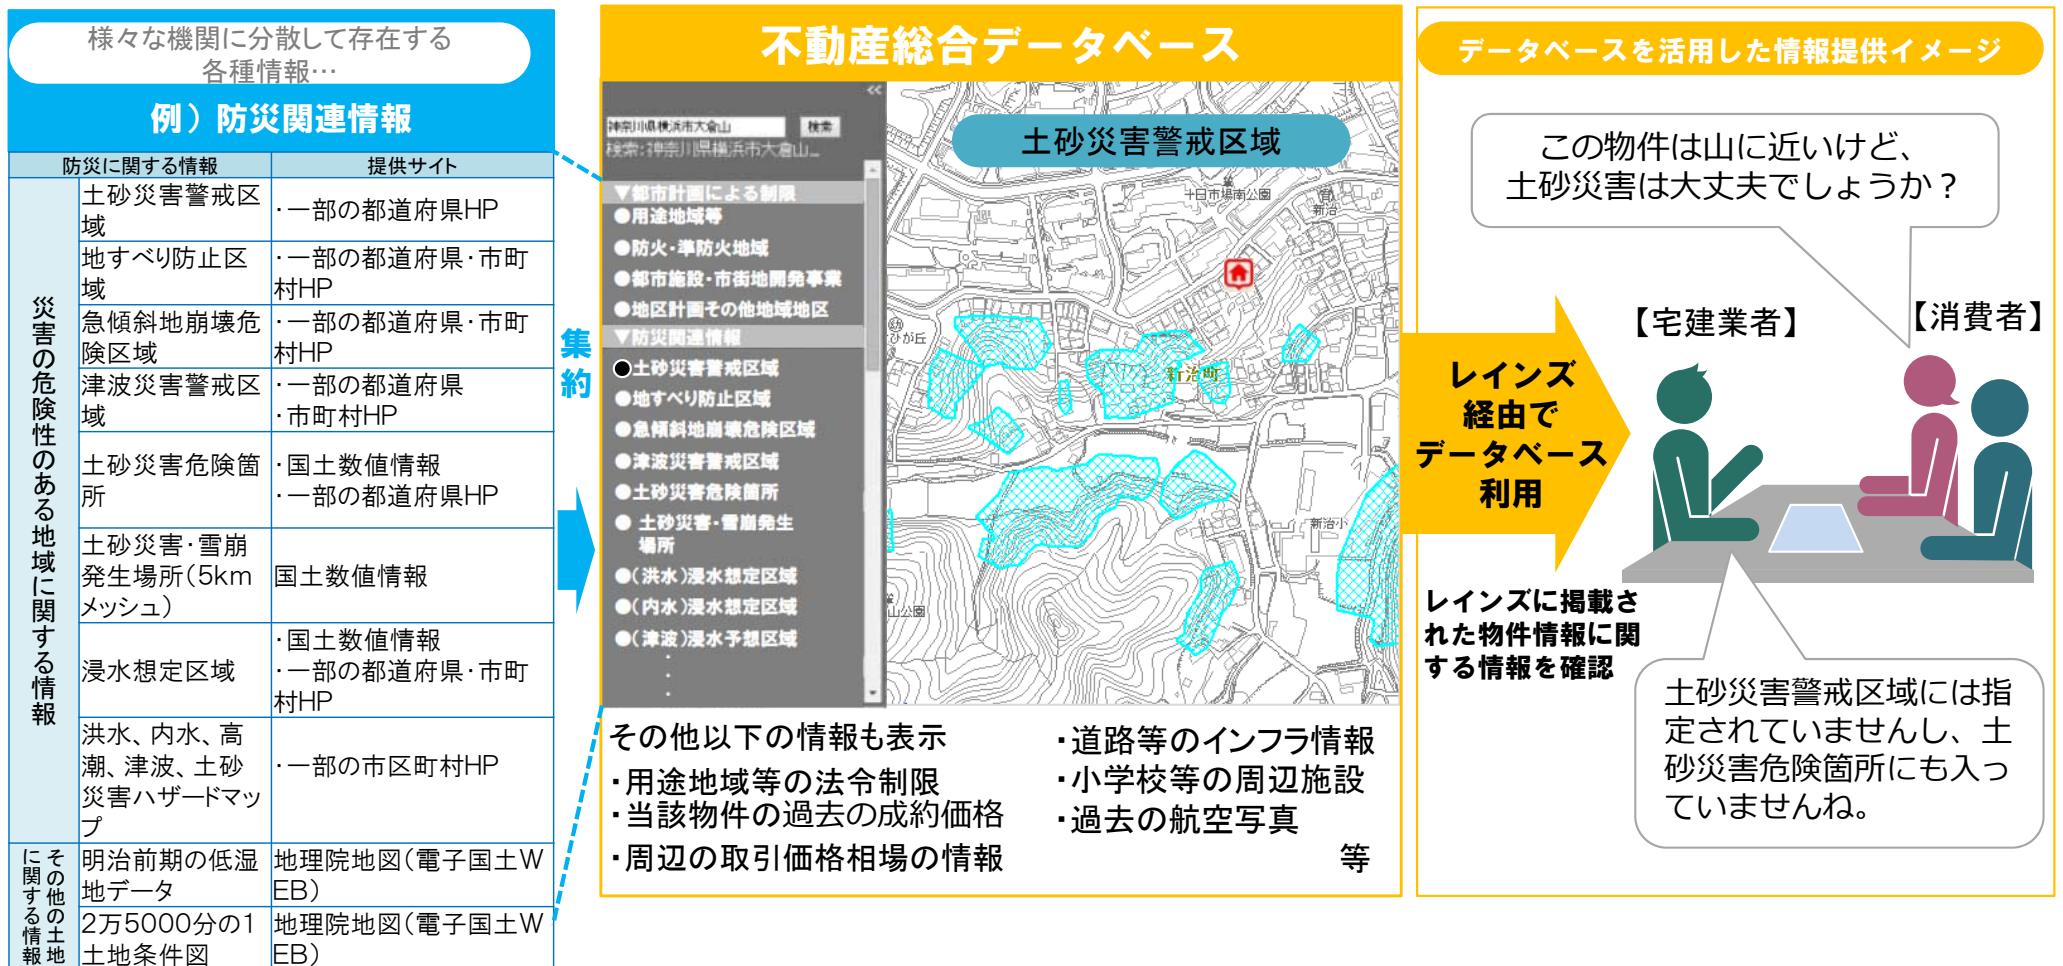 様々な機関に分散して存在する
各種情報…
例）防災関連情報
防災に関する情報
提供サイト
災害の危険性のある地域に関する情報
土砂災害警戒区
域
・一部の都道府県HP
地すべり防止区
域
・一部の都道府県・市町
村HP
急傾斜地崩壊危
険区域
・一部の都道府県・市町
村HP
津波災害警戒区
域
・一部の都道府県
・市町村HP
土砂災害危険箇
所
・国土数値情報
・一部の都道府県HP
土砂災害・雪崩
発生場所（5km
メッシュ）
国土数値情報
浸水想定区域
・国土数値情報
・一部の都道府県・市町
村HP
洪水、内水、高
潮、津波、土砂
災害ハザードマッ
プ
・一部の市区町村HP
その他の土地
に関する情報
明治前期の低湿
地データ
地理院地図（電子国土W
EB）
2万5000分の1
土地条件図
地理院地図（電子国土W
EB）
集約
不動産総合データベース
<<
神奈川県横浜市大倉山
検索
検索:神奈川県横浜市大倉山...
▼都市計画による制限
●用途地域等
●防火・準防火地域
●都市施設・市街地開発事業
●地区計画その他地域地区
▼防災関連情報
●土砂災害警戒区域
●地すべり防止区域
●急傾斜地崩壊危険区域
●津波災害警戒区域
●土砂災害危険箇所
● 土砂災害・雪崩発生
場所
●(洪水)浸水想定区域
●(内水)浸水想定区域
●(津波)浸水予想区域
・
・
・
土砂災害警戒区域
十日市場南公園
新治
ひが丘
新治町
新治小
山公園
その他以下の情報も表示
・用途地域等の法令制限
・当該物件の過去の成約価格
・周辺の取引価格相場の情報
・道路等のインフラ情報
・小学校等の周辺施設
・過去の航空写真
等
データベースを活用した情報提供イメージ
この物件は山に近いけど、
土砂災害は大丈夫でしょうか？
【宅建業者】
【消費者】
レインズ
経由で
データベース
利用
レインズに掲載さ
れた物件情報に関
する情報を確認
土砂災害警戒区域には指
定されていませんし、土
砂災害危険箇所にも入っ
ていませんね。